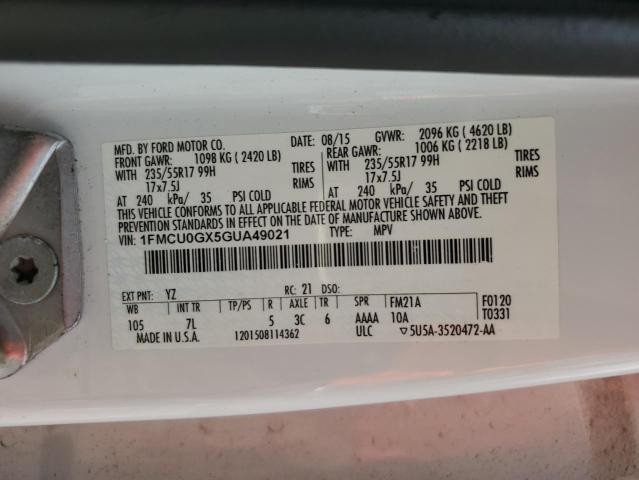 MFD. BY FORD MOTOR CO. DATE: 08/15 GVWR: 2096 KG ( 4620 LB)
FRONT GAWR: 1098 KG ( 2420 LB) REAR GAWR: 1006 KG ( 2218 LB)
WITH 235/55R17 99H TIRES WITH 235/55R17 99H TIRES
17x7.5J RIMS 17x7.5J RIMS
AT 240 kPa/ 35 PSI COLD AT 240 kPa/ 35 PSI COLD
THIS VEHICLE CONFORMS TO ALL APPLICABLE FEDERAL MOTOR VEHICLE SAFETY AND THEFT
PREVENTION STANDARDS IN EFFECT ON THE DATE OF MANUFACTURE SHOWN ABOVE.
VIN: 1FMCU0GX5GUA49021 TYPE: MPV
EXT PNT: YZ RC: 21 DSO:
WB INT TR TP/PS R AXLE TR SPR FM21A F0120
105 7L 5 3C 6 AAAA 10A T0331
MADE IN U.S.A. 1201508114362 ULC ▽5U5A-3520472-AA